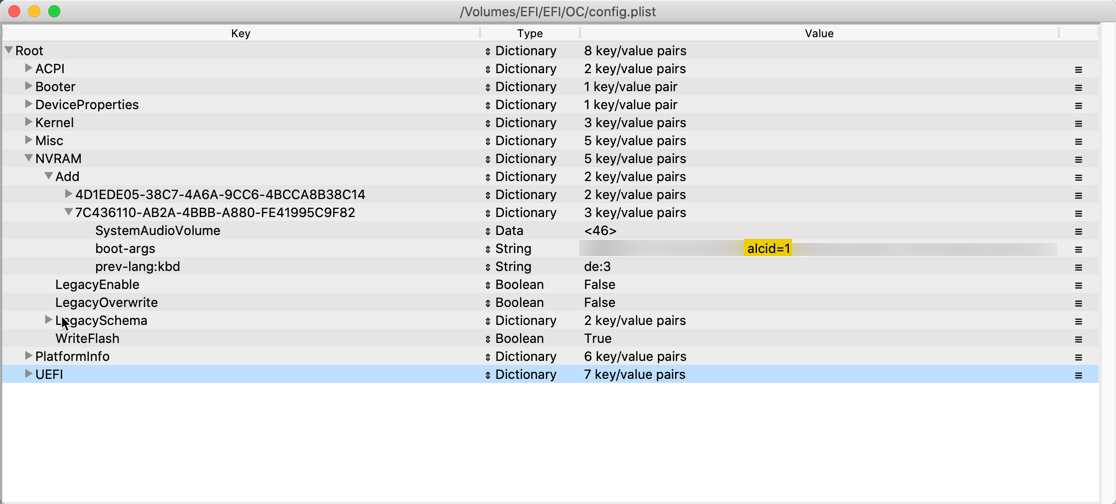 /Volumes/EFI/EFI/OC/config.plist
Key Type Value
Root Dictionary 8 key/value pairs
ACPI Dictionary 2 key/value pairs
Booter Dictionary 1 key/value pair
DeviceProperties Dictionary 1 key/value pair
Kernel Dictionary 3 key/value pairs
Misc Dictionary 5 key/value pairs
NVRAM Dictionary 5 key/value pairs
Add Dictionary 2 key/value pairs
4D1EDE05-38C7-4A6A-9CC6-4BCCA8B38C14 Dictionary 2 key/value pairs
7C436110-AB2A-4BBB-A880-FE41995C9F82 Dictionary 3 key/value pairs
SystemAudioVolume Data <46>
boot-args String alcid=1
prev-lang:kbd String de:3
LegacyEnable Boolean False
LegacyOverwrite Boolean False
LegacySchema Dictionary 2 key/value pairs
WriteFlash Boolean True
PlatformInfo Dictionary 6 key/value pairs
UEFI Dictionary 7 key/value pairs